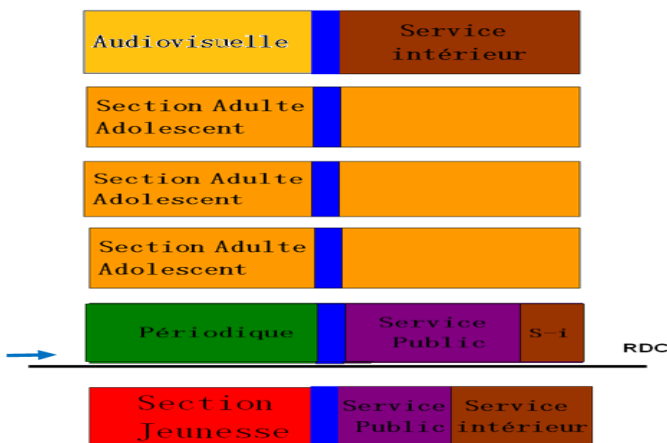 Audiovisuelle
Service
intérieur
Section Adulte
Adolescent
Section Adulte
Adolescent
Section Adulte
Adolescent
Périodique
Service
Public
S-i
RDC
Section
Jeunesse
Service
Public
Service
intérieur